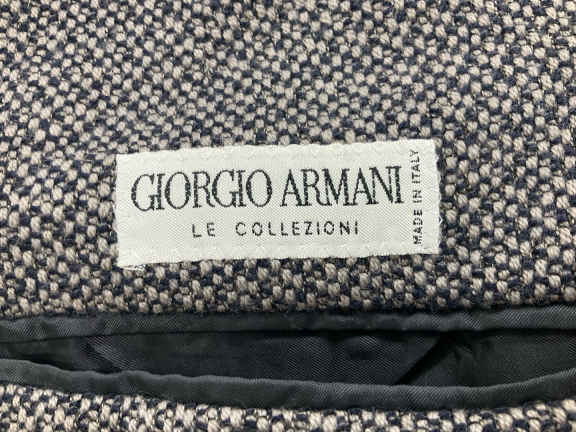 GIORGIO ARMANI
LE COLLEZIONI
MADE IN ITALY